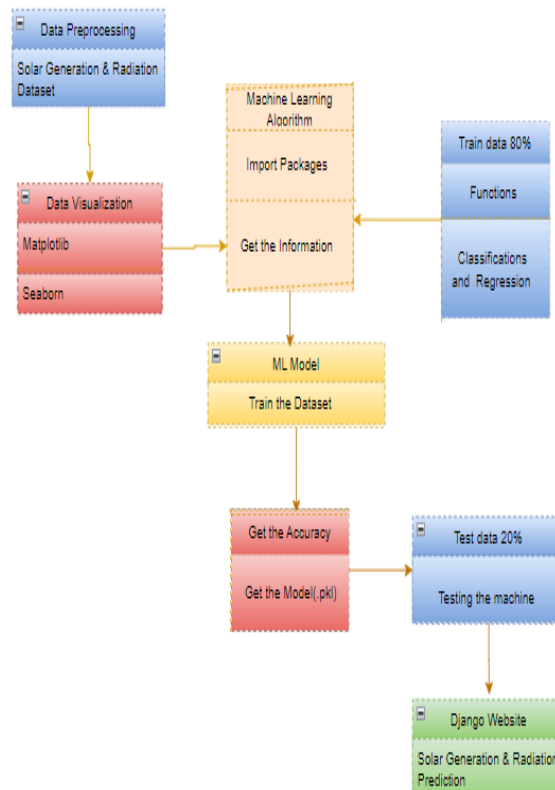 Data Preprocessing
Solar Generation & Radiation
Dataset
Data Visualization
Matplotlib
Seaborn
Machine Learning
Algorithm
Import Packages
Get the Information
Train data 80%
Functions
Classifications
and Regression
ML Model
Train the Dataset
Get the Accuracy
Get the Model(.pkl)
Test data 20%
Testing the machine
Django Website
Solar Generation & Radiation
Prediction